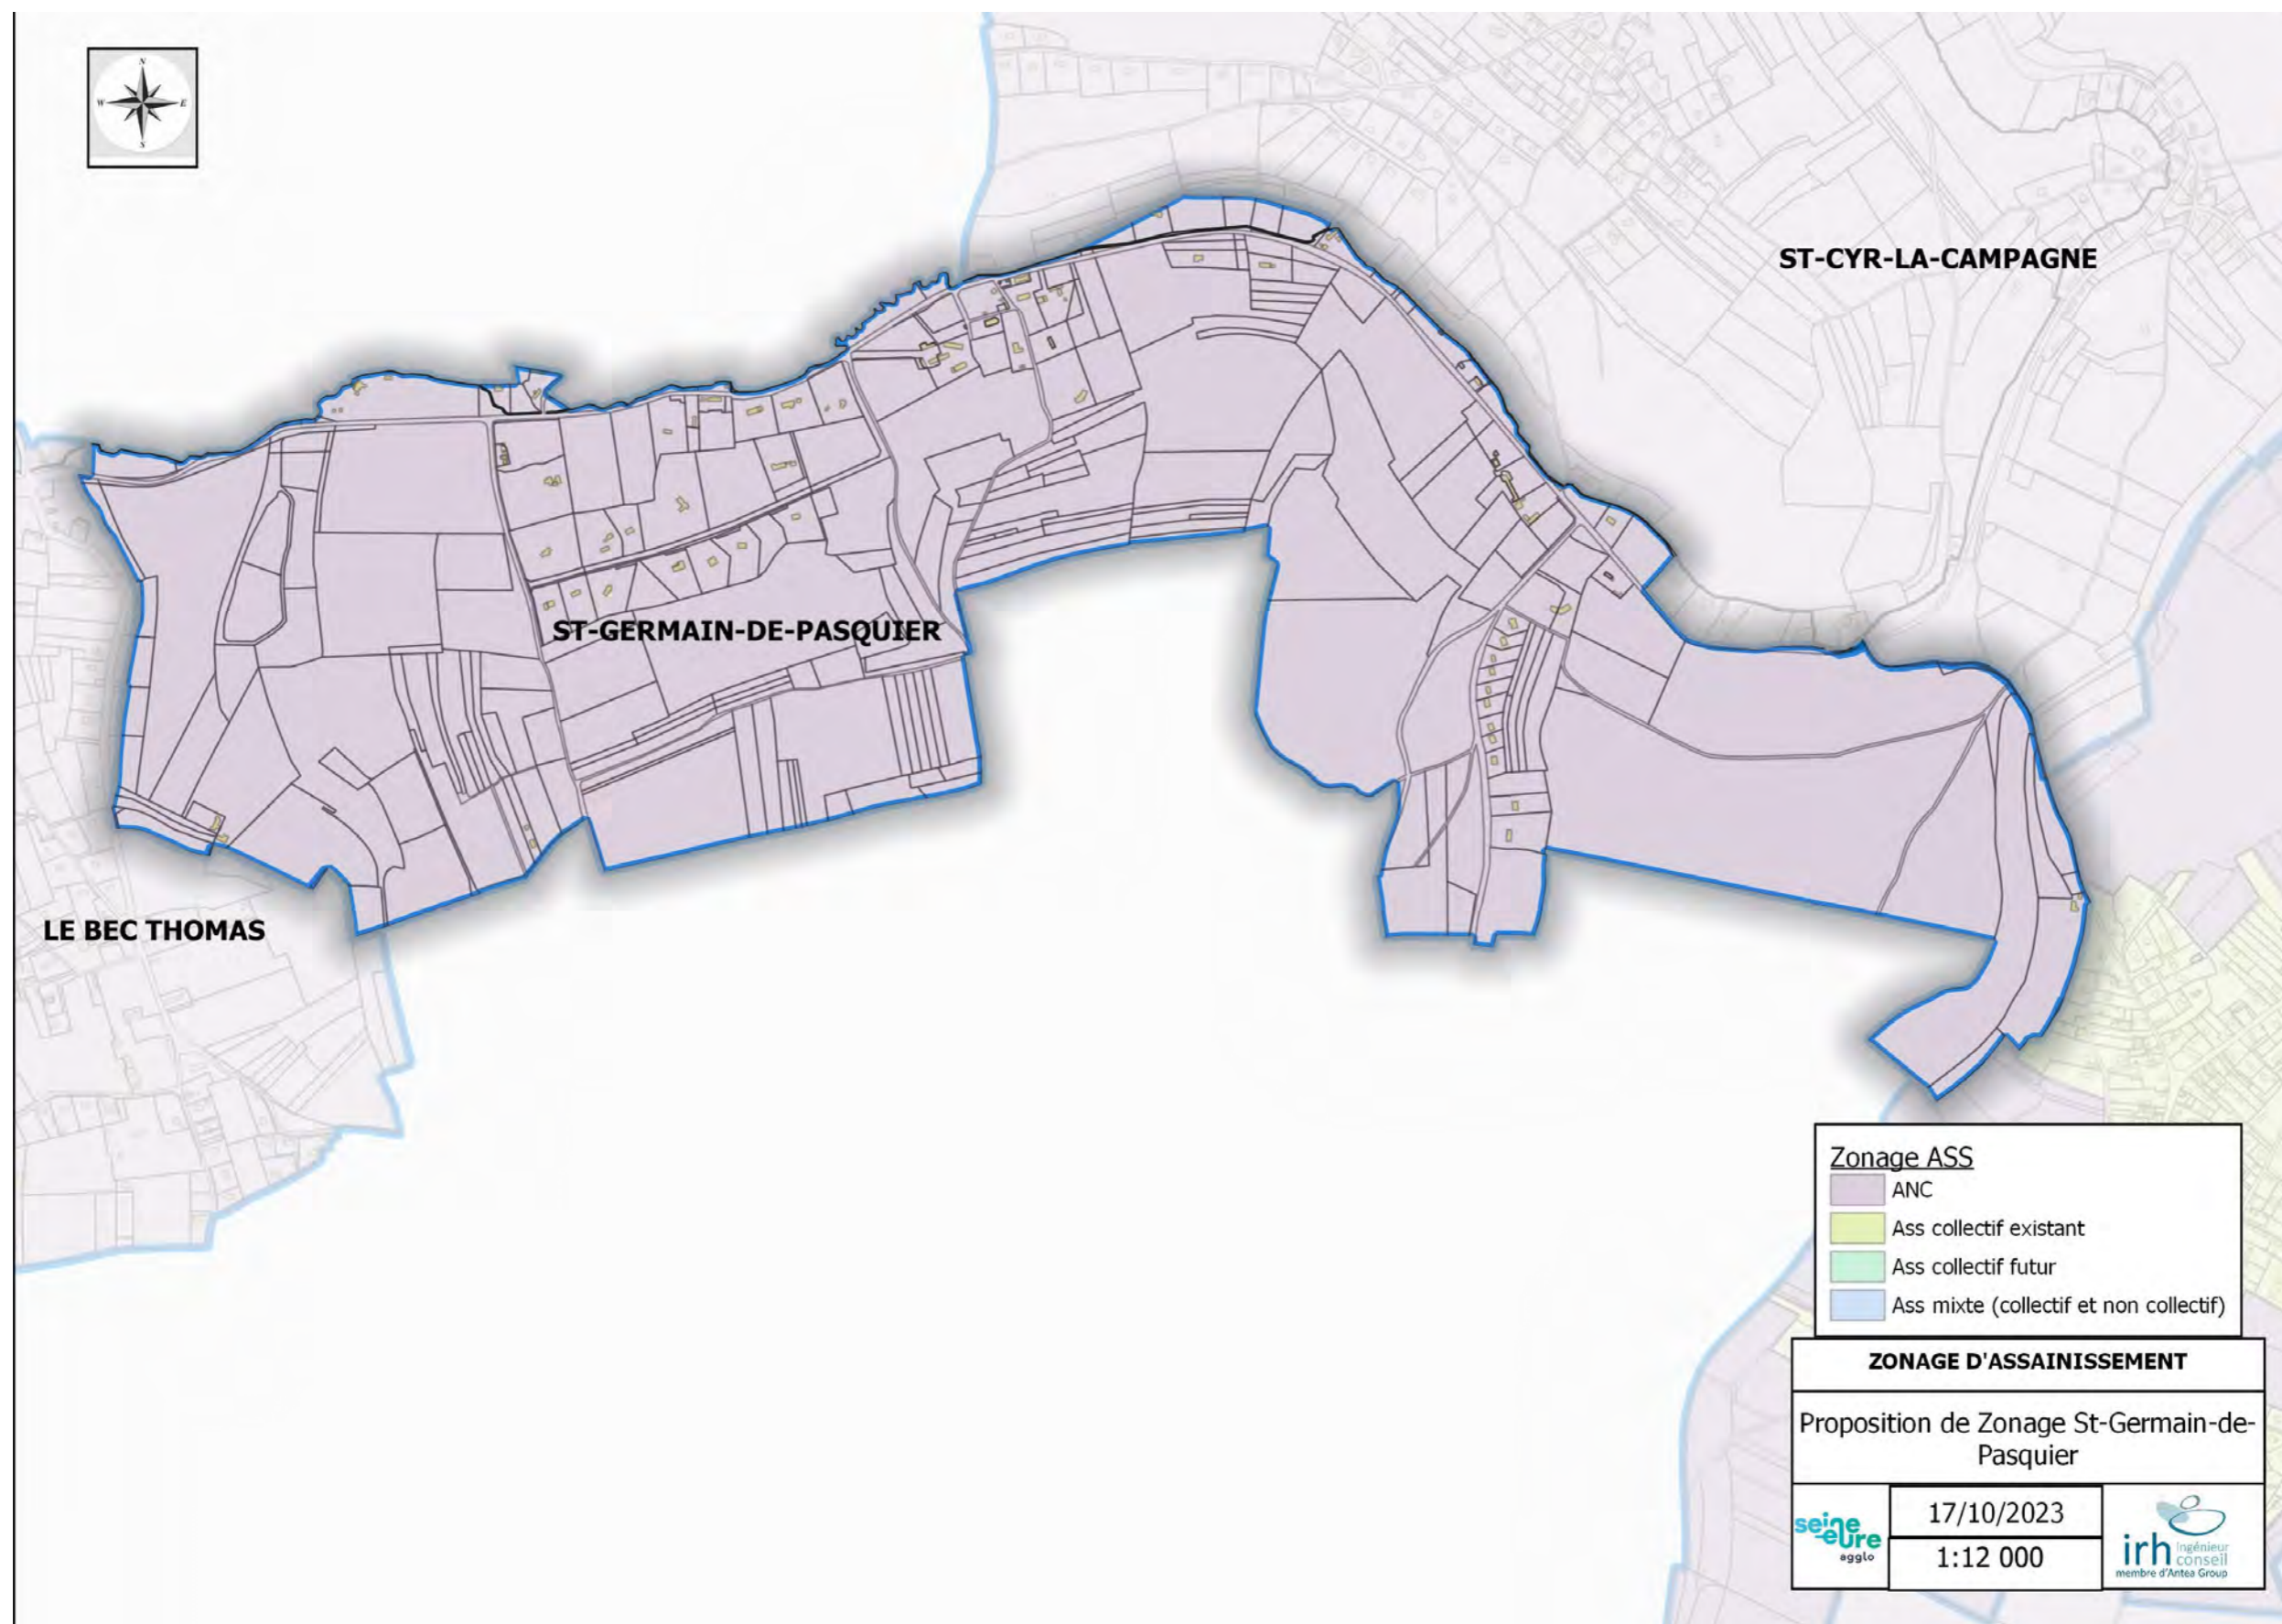 N
W
E
S
ST-CYR-LA-CAMPAGNE
ST-GERMAIN-DE-PASQUIER
LE BEC THOMAS
Zonage ASS
ANC
Ass collectif existant
Ass collectif futur
Ass mixte (collectif et non collectif)
ZONAGE D'ASSAINISSEMENT
Proposition de Zonage St-Germain-de-
Pasquier
seine
eure
agglo
17/10/2023
1:12 000
irh Ingénieur
conseil
membre d'Antea Group